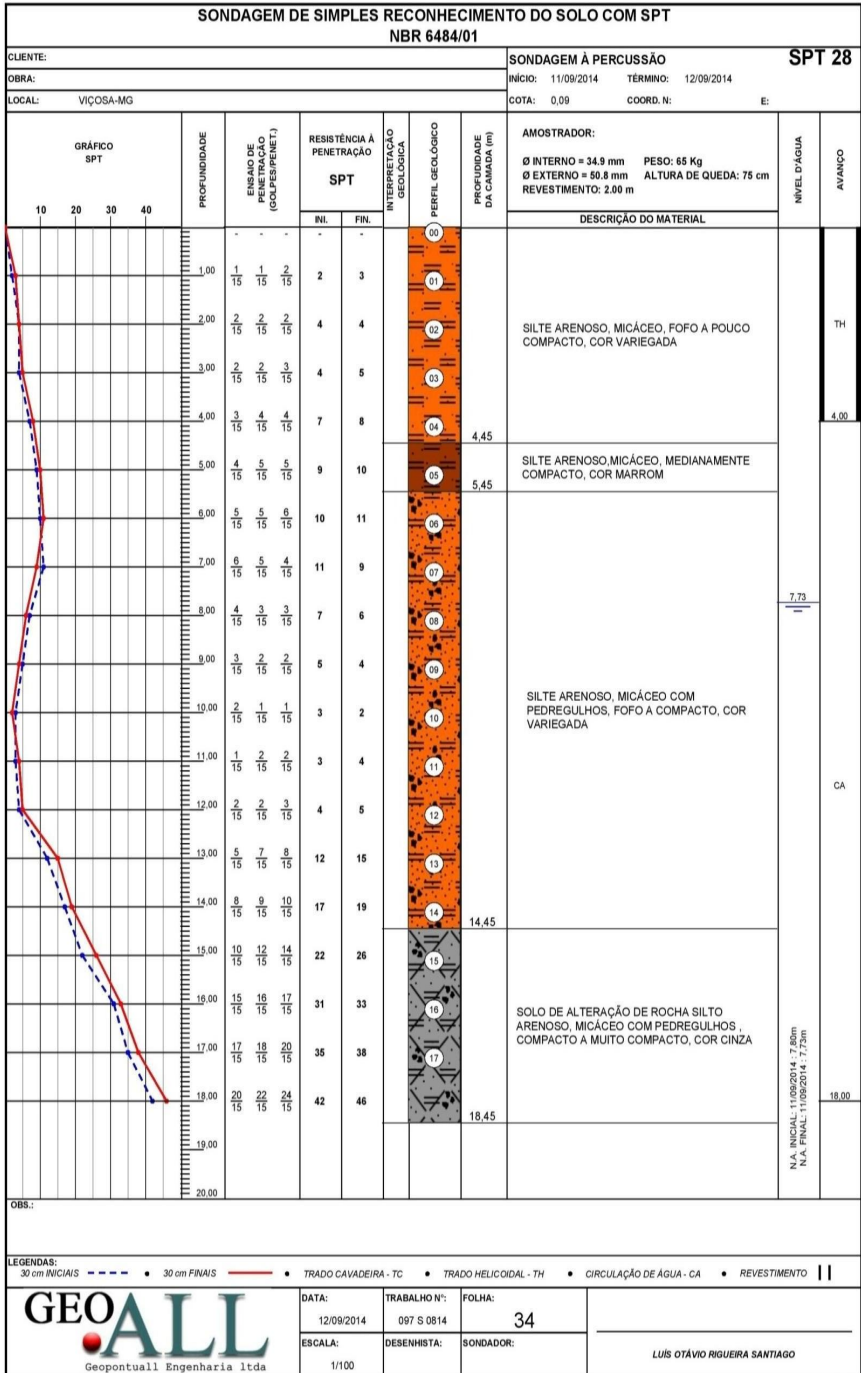 SONDAGEM DE SIMPLES RECONHECIMENTO DO SOLO COM SPT
NBR 6484/01
CLIENTE:
OBRA:
LOCAL: VIÇOSA-MG
SONDAGEM À PERCUSSÃO SPT 28
INÍCIO: 11/09/2014 TÉRMINO: 12/09/2014
COTA: 0,09 COORD. N: E:
GRÁFICO
SPT
10 20 30 40
PROFUNDIDADE
ENSAIO DE
PENETRAÇÃO
(GOLPES/PENET.)
RESISTÊNCIA À
PENETRAÇÃO
SPT
INI. FIN.
INTERPRETAÇÃO
GEOLÓGICA
PERFIL GEOLÓGICO
PROFUDIDADE
DA CAMADA (m)
AMOSTRADOR:
Ø INTERNO = 34.9 mm PESO: 65 Kg
Ø EXTERNO = 50.8 mm ALTURA DE QUEDA: 75 cm
REVESTIMENTO: 2.00 m
DESCRIÇÃO DO MATERIAL
NÍVEL D'ÁGUA
AVANÇO
- - - - - 00
1,00 1/15 1/15 2/15 2 3 01
2,00 2/15 2/15 2/15 4 4 02
3,00 2/15 2/15 3/15 4 5 03
4,00 3/15 4/15 4/15 7 8 04
5,00 4/15 5/15 5/15 9 10 05
6,00 5/15 5/15 6/15 10 11 06
7,00 6/15 5/15 4/15 11 9 07
8,00 4/15 3/15 3/15 7 6 08
9,00 3/15 2/15 2/15 5 4 09
10,00 2/15 1/15 1/15 3 2 10
11,00 1/15 2/15 2/15 3 4 11
12,00 2/15 2/15 3/15 4 5 12
13,00 5/15 7/15 8/15 12 15 13
14,00 8/15 9/15 10/15 17 19 14
15,00 10/15 12/15 14/15 22 26 15
16,00 15/15 16/15 17/15 31 33 16
17,00 17/15 18/15 20/15 35 38 17
18,00 20/15 22/15 24/15 42 46
19,00
20,00
4,45
5,45
14,45
18,45
SILTE ARENOSO, MICÁCEO, FOFO A POUCO
COMPACTO, COR VARIEGADA
SILTE ARENOSO,MICÁCEO, MEDIANAMENTE
COMPACTO, COR MARROM
SILTE ARENOSO, MICÁCEO COM
PEDREGULHOS, FOFO A COMPACTO, COR
VARIEGADA
SOLO DE ALTERAÇÃO DE ROCHA SILTO
ARENOSO, MICÁCEO COM PEDREGULHOS ,
COMPACTO A MUITO COMPACTO, COR CINZA
7,73
N.A. INICIAL: 11/09/2014 : 7,80m
N.A. FINAL: 11/09/2014 : 7,73m
TH
4,00
CA
18,00
OBS.:
LEGENDAS:
30 cm INICIAIS • 30 cm FINAIS • TRADO CAVADEIRA - TC • TRADO HELICOIDAL - TH • CIRCULAÇÃO DE ÁGUA - CA • REVESTIMENTO
GEO ALL
Geopontuall Engenharia ltda
DATA: TRABALHO Nº: FOLHA:
12/09/2014 097 S 0814 34
ESCALA: DESENHISTA: SONDADOR:
1/100
LUÍS OTÁVIO RIGUEIRA SANTIAGO